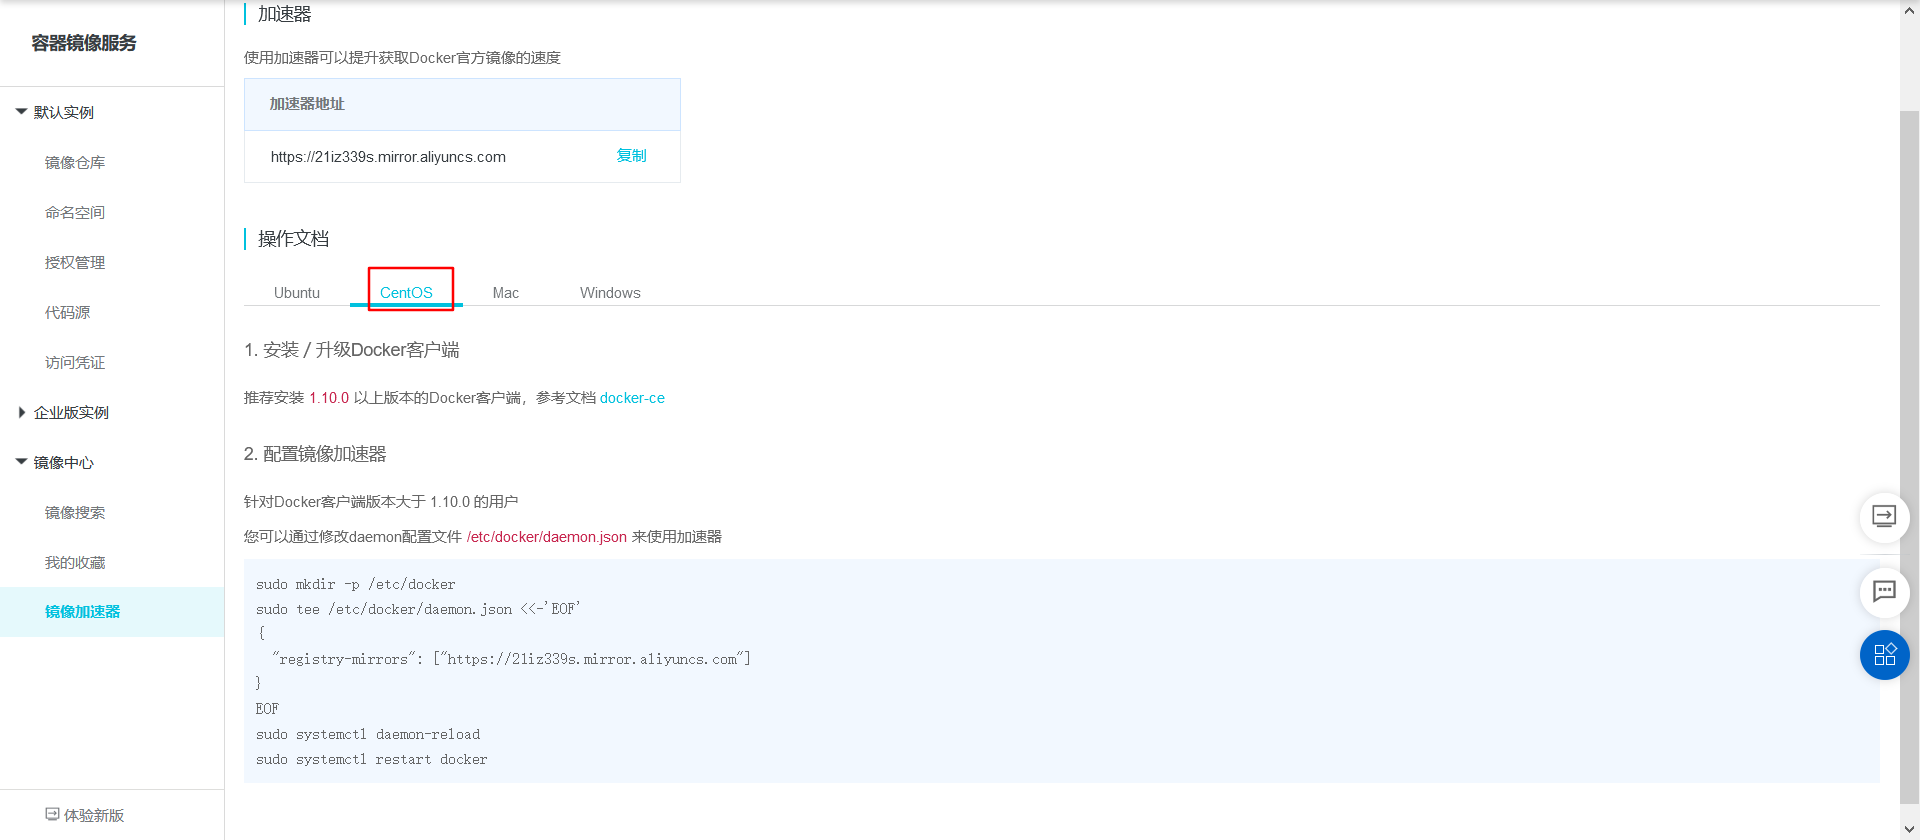 容器镜像服务
默认实例
镜像仓库
命名空间
授权管理
代码源
访问凭证
企业版实例
镜像中心
镜像搜索
我的收藏
镜像加速器
体验新版
加速器
使用加速器可以提升获取Docker官方镜像的速度
加速器地址
https://21iz339s.mirror.aliyuncs.com 复制
操作文档
Ubuntu CentOS Mac Windows
1. 安装 / 升级Docker客户端
推荐安装 1.10.0 以上版本的Docker客户端，参考文档 docker-ce
2. 配置镜像加速器
针对Docker客户端版本大于 1.10.0 的用户
您可以通过修改daemon配置文件 /etc/docker/daemon.json 来使用加速器
sudo mkdir -p /etc/docker
sudo tee /etc/docker/daemon.json <<-'EOF'
{
  "registry-mirrors": ["https://21iz339s.mirror.aliyuncs.com"]
}
EOF
sudo systemctl daemon-reload
sudo systemctl restart docker